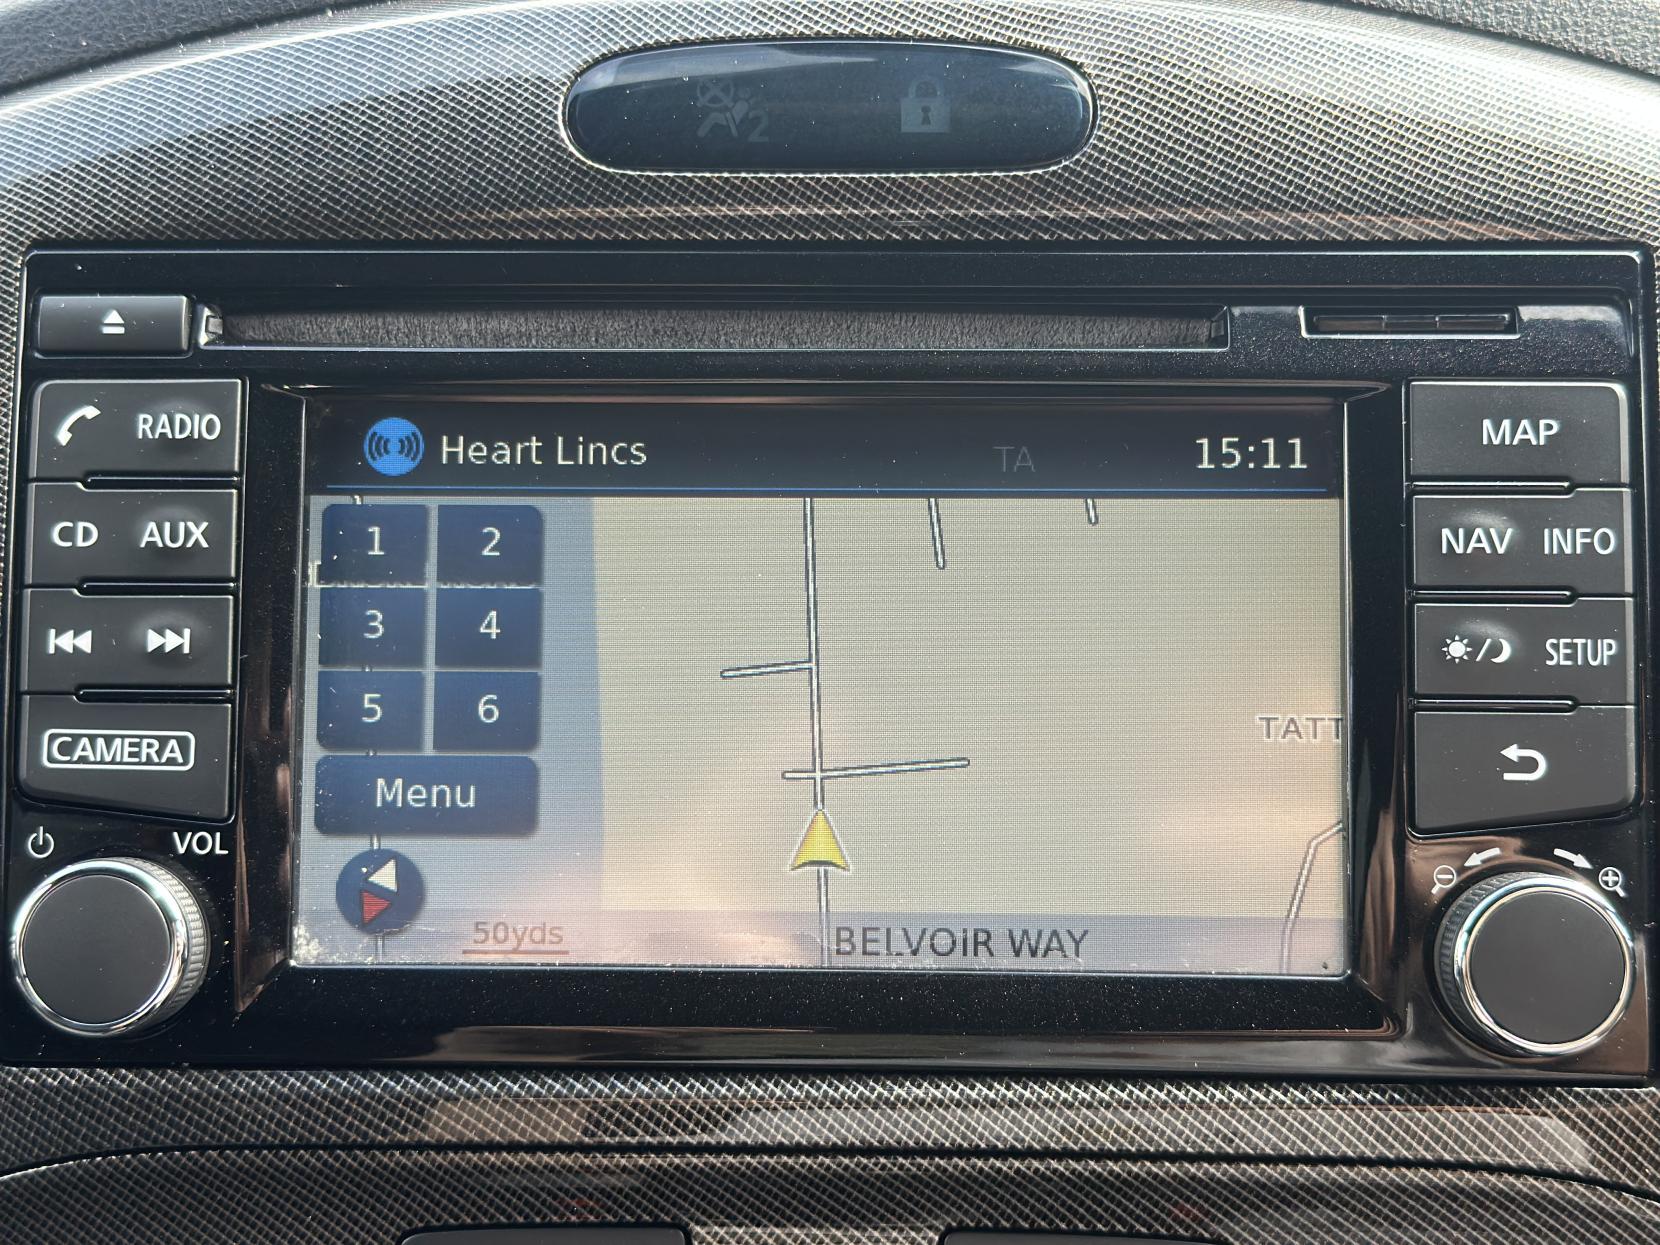 2
RADIO
CD AUX
CAMERA
VOL
Heart Lincs TA 15:11
1 2
3 4
5 6
Menu
TATT
50yds
BELVOIR WAY
MAP
NAV INFO
SETUP